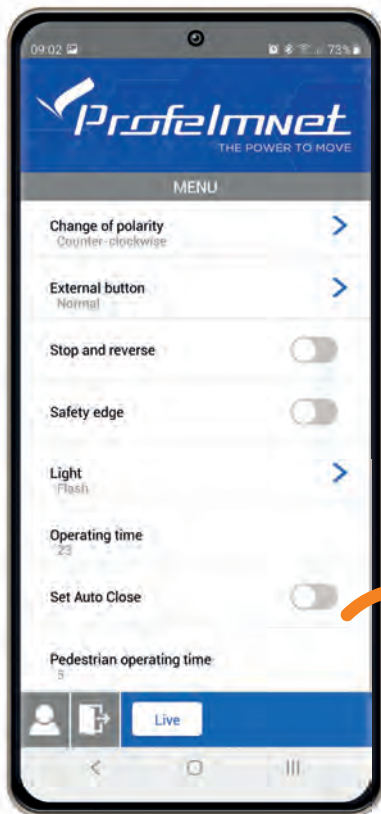 09:02 73%
Profelmnet
THE POWER TO MOVE
MENU
Change of polarity
Counter-clockwise
External button
Normal
Stop and reverse
Safety edge
Light
Flash
Operating time
23
Set Auto Close
Pedestrian operating time
5
Live